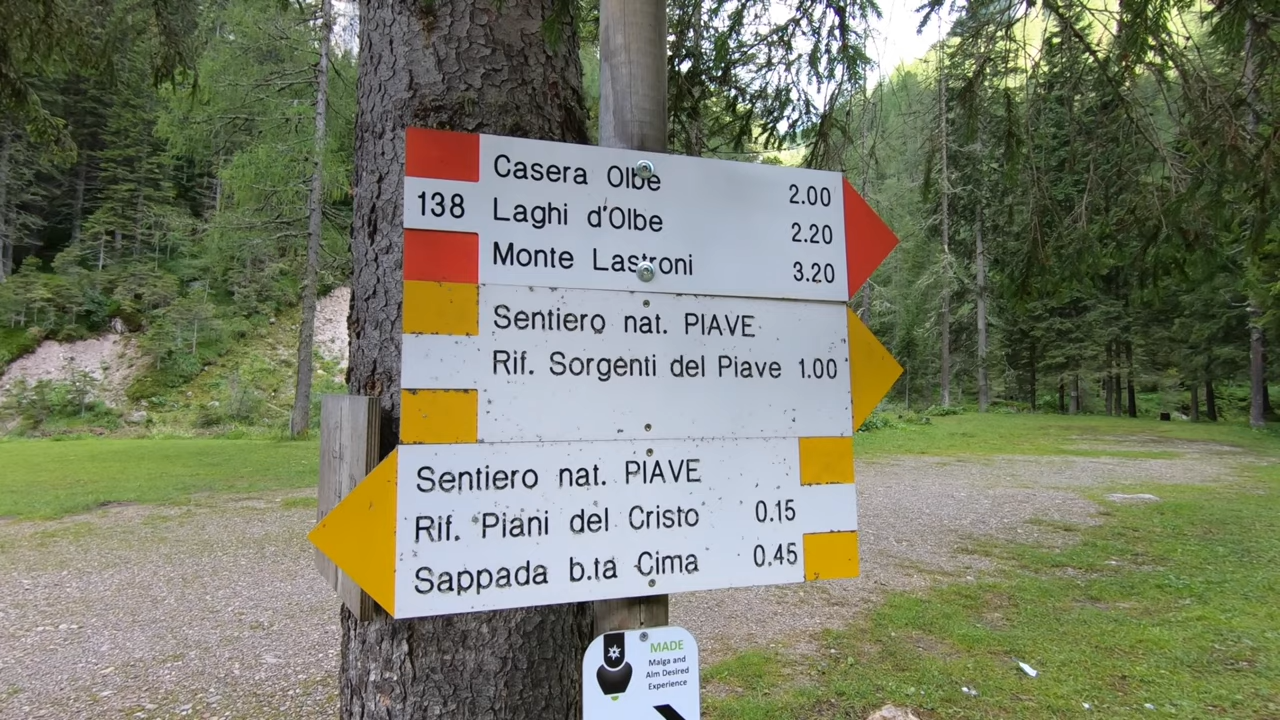 Casera Olbe 2.00
138 Laghi d'Olbe 2.20
Monte Lastroni 3.20
Sentiero nat. PIAVE
Rif. Sorgenti del Piave 1.00
Sentiero nat. PIAVE
Rif. Piani del Cristo 0.15
Sappada b.ta Cima 0.45
MADE
Malga and
Alm Desired
Experience